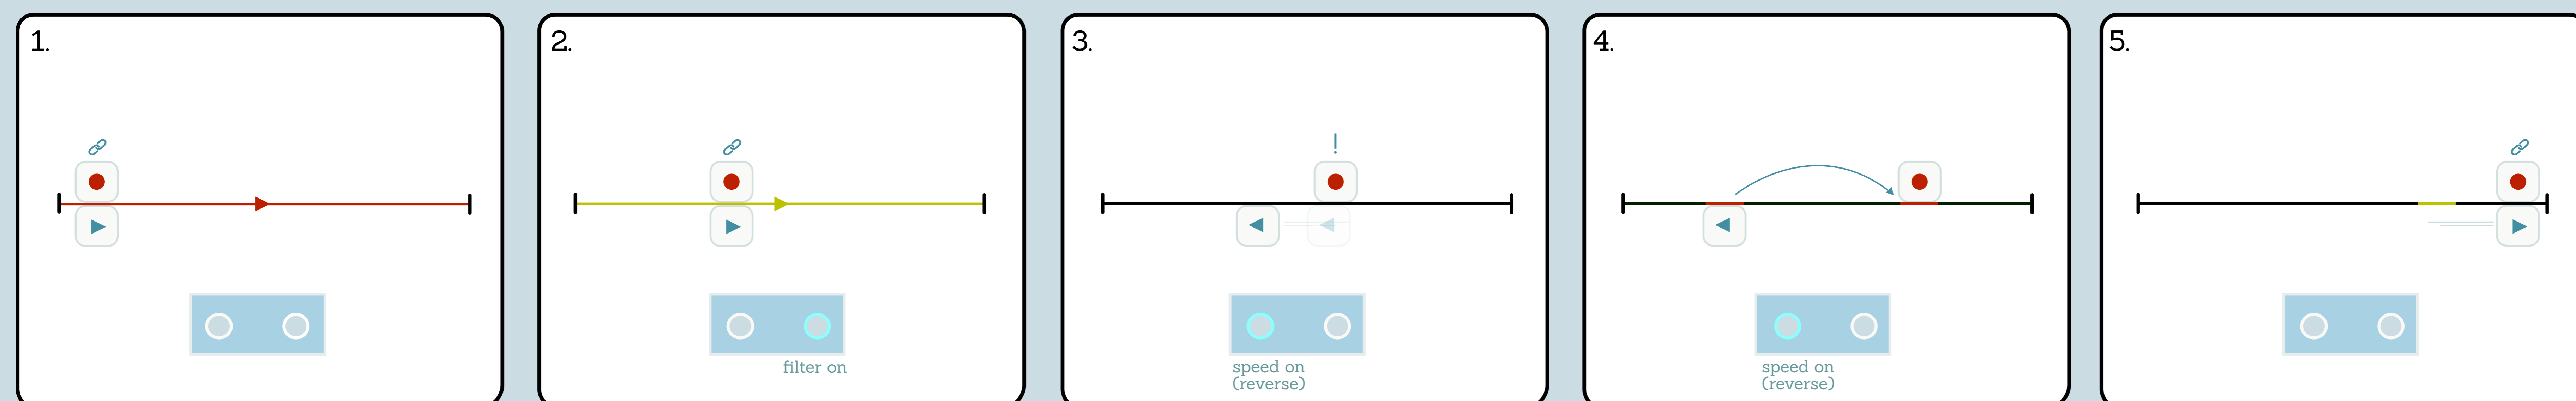 1.
2.
filter on
3.
!
speed on
(reverse)
4.
speed on
(reverse)
5.